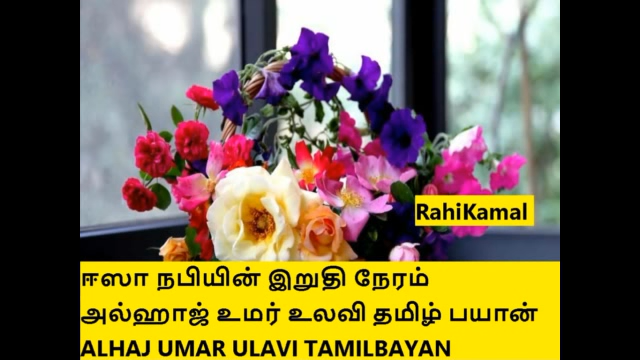 RahiKamal
ஈஸா நபியின் இறுதி நேரம்
அல்ஹாஜ் உமர் உலவி தமிழ் பயான்
ALHAJ UMAR ULAVI TAMILBAYAN